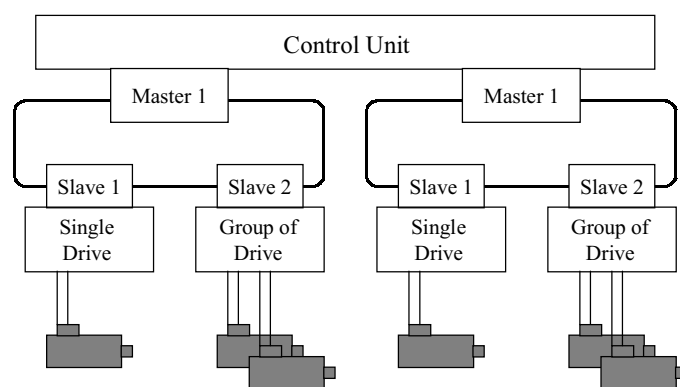 Control Unit
Master 1
Master 1
Slave 1
Slave 2
Slave 1
Slave 2
Single
Drive
Group of
Drive
Single
Drive
Group of
Drive